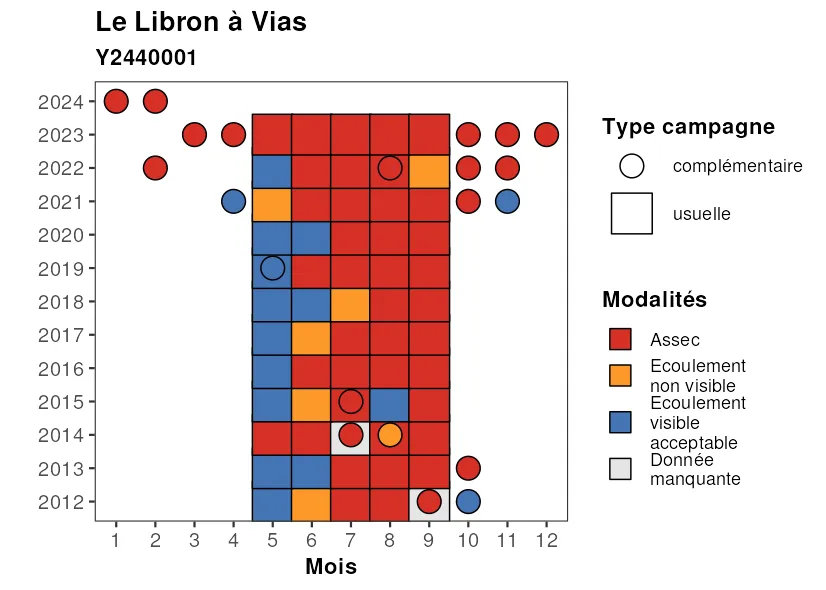 Le Libron à Vias
Y2440001
2024
2023
2022
2021
2020
2019
2018
2017
2016
2015
2014
2013
2012
1 2 3 4 5 6 7 8 9 10 11 12
Mois
Type campagne
complémentaire
usuelle
Modalités
Assec
Ecoulement
non visible
Ecoulement
visible
acceptable
Donnée
manquante